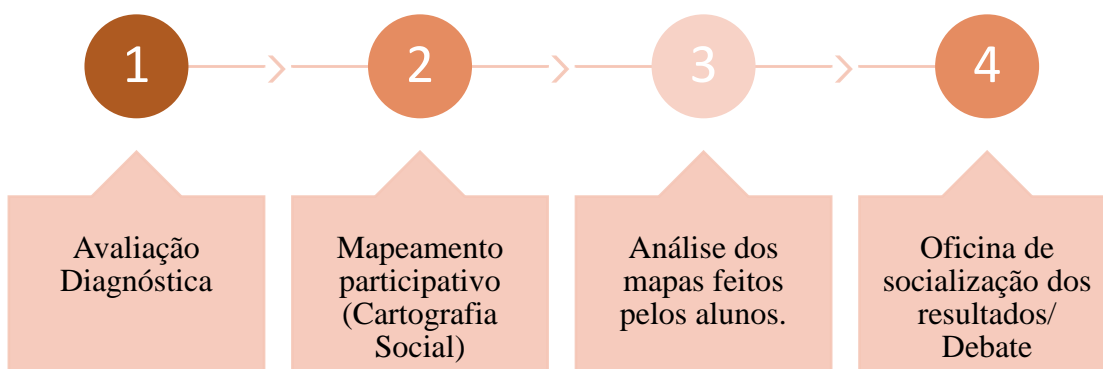 1
2
3
4
Avaliação
Diagnóstica
Mapeamento
participativo
(Cartografia
Social)
Análise dos
mapas feitos
pelos alunos.
Oficina de
socialização dos
resultados/
Debate